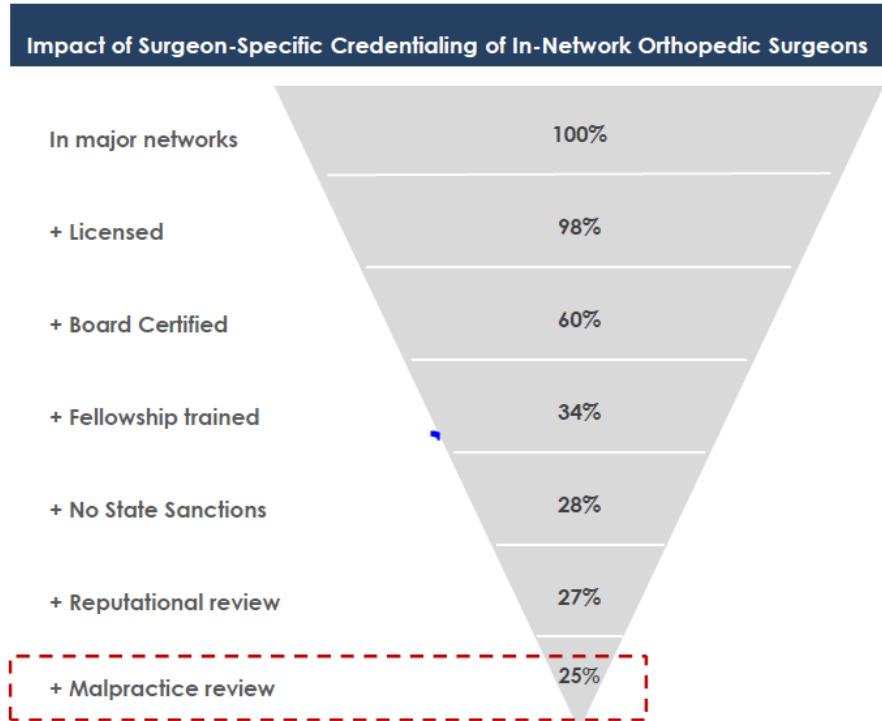 Impact of Surgeon-Specific Credentialing of In-Network Orthopedic Surgeons
In major networks 100%
+ Licensed 98%
+ Board Certified 60%
+ Fellowship trained 34%
+ No State Sanctions 28%
+ Reputational review 27%
+ Malpractice review 25%